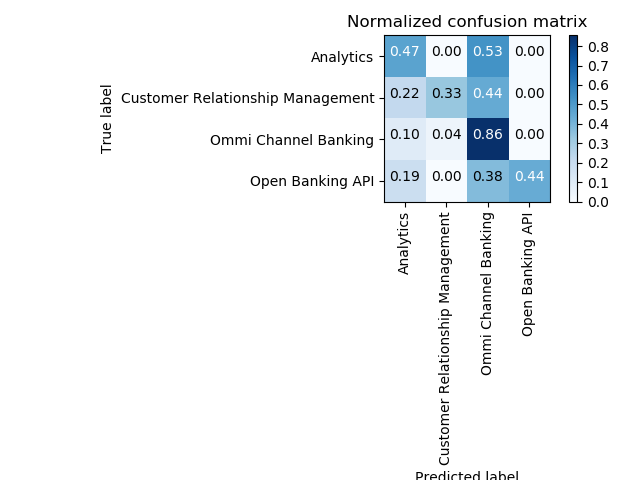 Normalized confusion matrix
True label
Analytics 0.47 0.00 0.53 0.00
Customer Relationship Management 0.22 0.33 0.44 0.00
Ommi Channel Banking 0.10 0.04 0.86 0.00
Open Banking API 0.19 0.00 0.38 0.44
Analytics
Customer Relationship Management
Ommi Channel Banking
Open Banking API
Predicted label
0.8
0.7
0.6
0.5
0.4
0.3
0.2
0.1
0.0